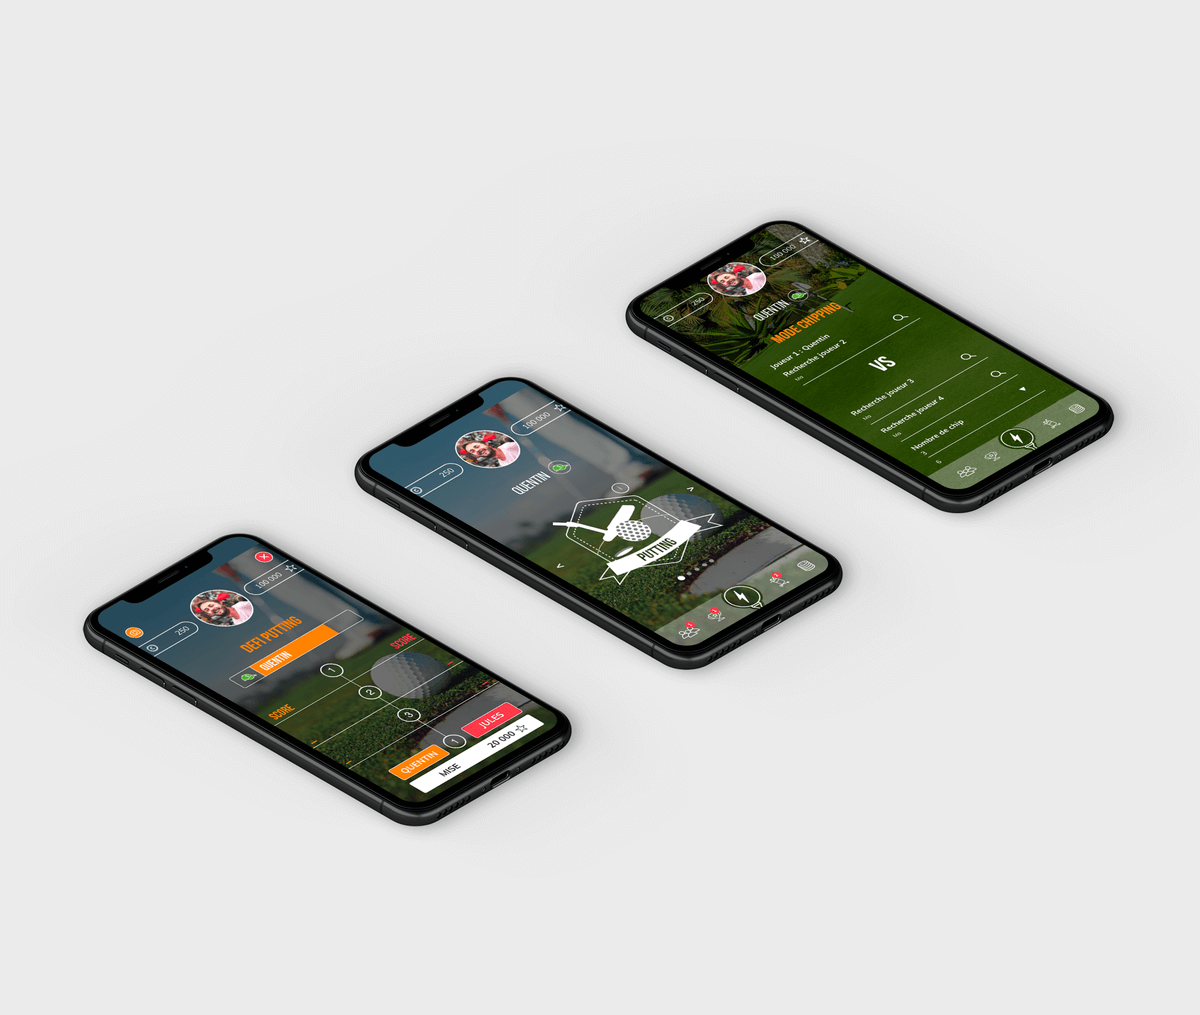 250
100 000
DEFI PUTTING
QUENTIN
SCORE
SCORE
1
2
3
1
QUENTIN
JULES
MISE
20 000
250
100 000
QUENTIN
PUTTING
250
100 000
QUENTIN
MODE CHIPPING
Joueur 1 : Quentin
Recherche joueur 2
VS
Recherche joueur 3
Recherche joueur 4
Nombre de chip
3
6